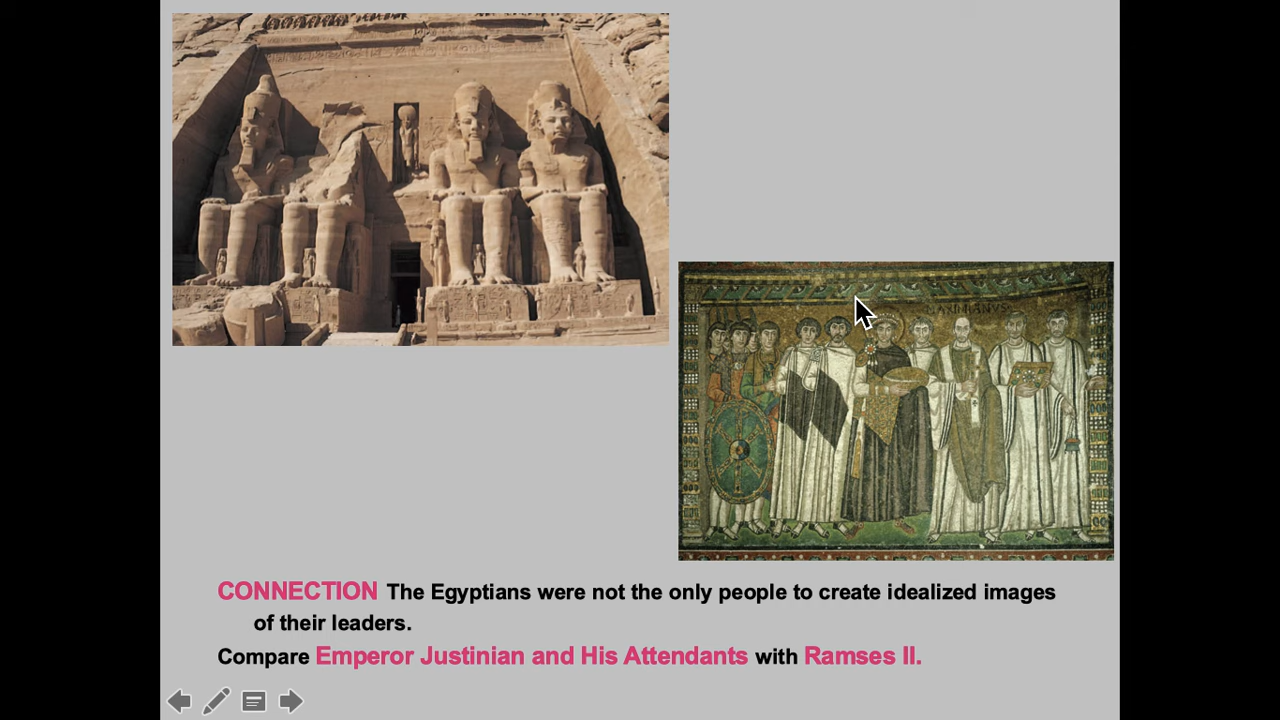 MAXIMIANVS
CONNECTION The Egyptians were not the only people to create idealized images
of their leaders.
Compare Emperor Justinian and His Attendants with Ramses II.